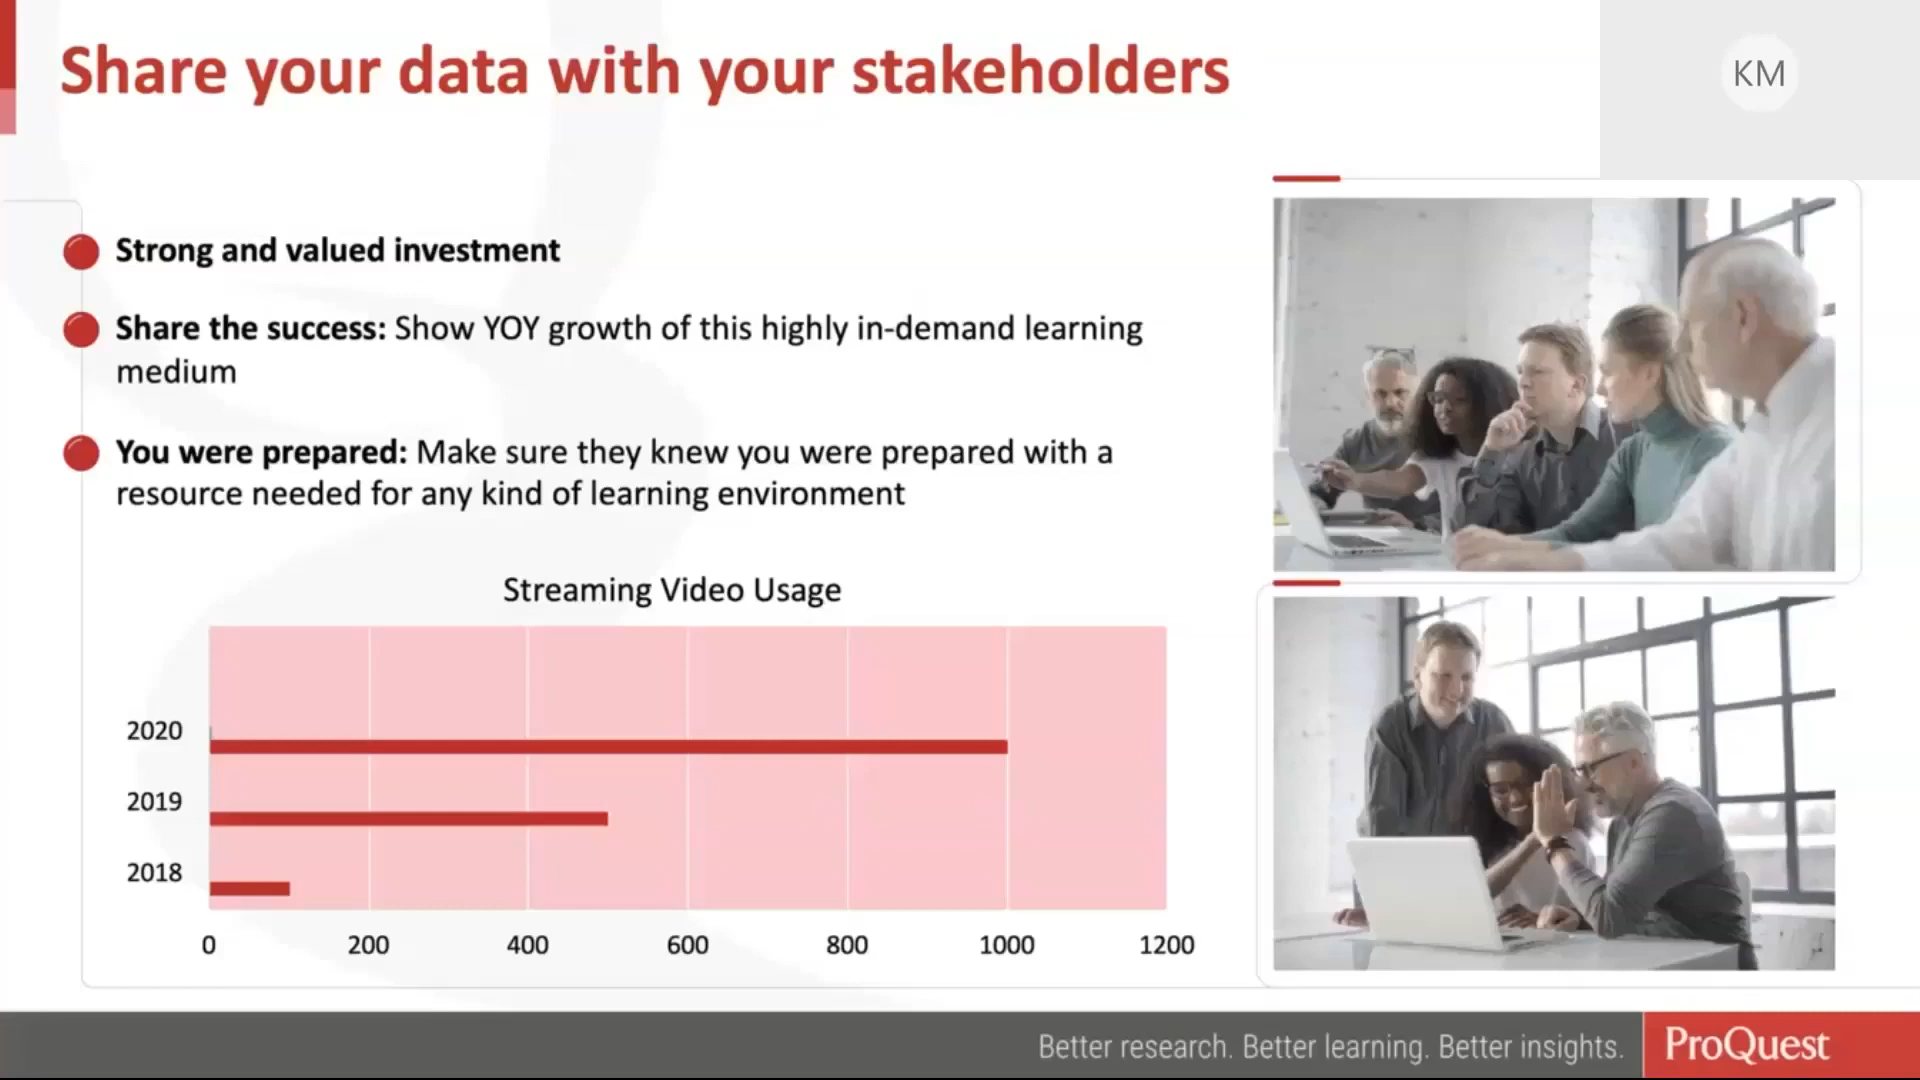 Share your data with your stakeholders
KM
Strong and valued investment
Share the success: Show YOY growth of this highly in-demand learning
medium
You were prepared: Make sure they knew you were prepared with a
resource needed for any kind of learning environment
Streaming Video Usage
2020
2019
2018
0 200 400 600 800 1000 1200
Better research. Better learning. Better insights.
ProQuest